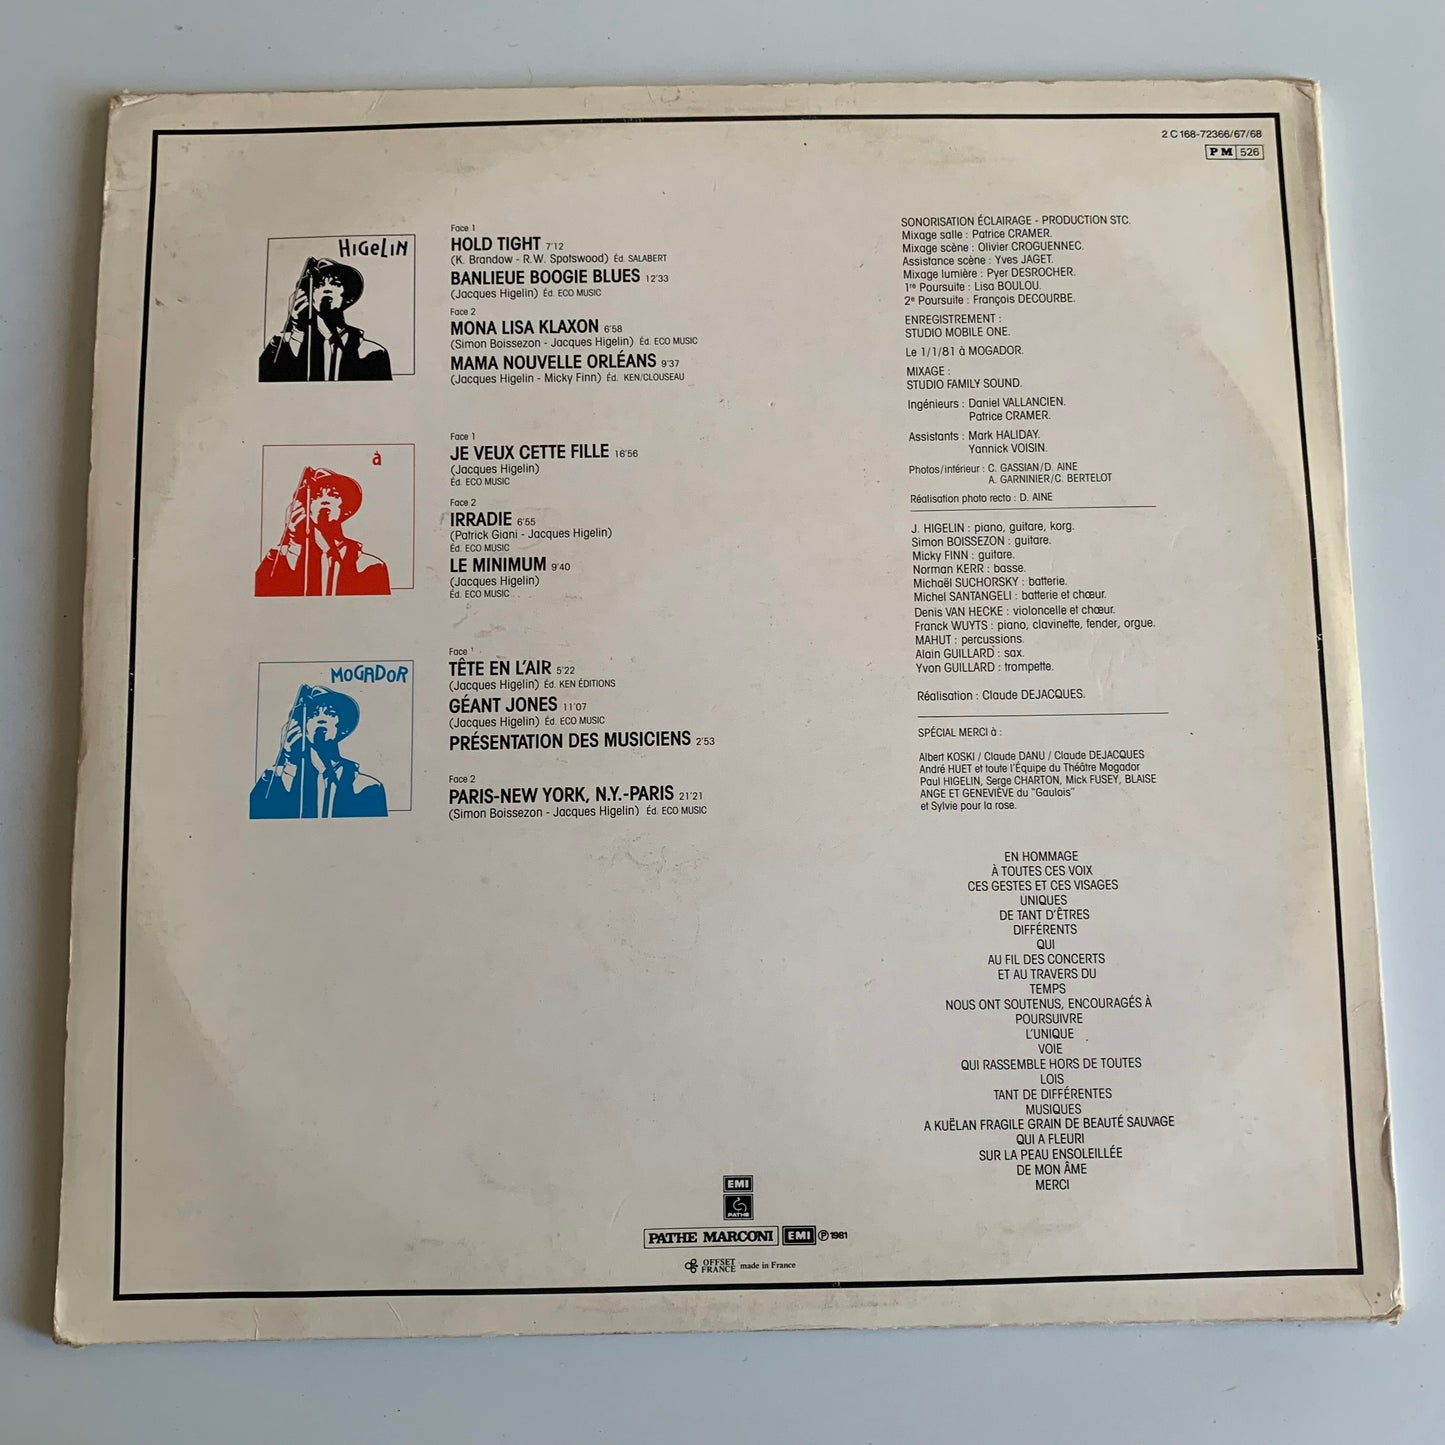 2 C 168-72366/67/68
PM 526
HIGELIN
Face 1
HOLD TIGHT 7'12
(K. Brandow - R.W. Spotswood) Éd. SALABERT
BANLIEUE BOOGIE BLUES 12'33
(Jacques Higelin) Éd. ECO MUSIC
Face 2
MONA LISA KLAXON 6'58
(Simon Boissezon - Jacques Higelin) Éd. ECO MUSIC
MAMA NOUVELLE ORLÉANS 9'37
(Jacques Higelin - Micky Finn) Éd. KEN/CLOUSEAU
à
Face 1
JE VEUX CETTE FILLE 16'56
(Jacques Higelin)
Éd. ECO MUSIC
Face 2
IRRADIE 6'55
(Patrick Giani - Jacques Higelin)
Éd. ECO MUSIC
LE MINIMUM 9'40
(Jacques Higelin)
Éd. ECO MUSIC
MOGADOR
Face 1
TÊTE EN L'AIR 5'22
(Jacques Higelin) Éd. KEN ÉDITIONS
GÉANT JONES 11'07
(Jacques Higelin) Éd. ECO MUSIC
PRÉSENTATION DES MUSICIENS 2'53
Face 2
PARIS-NEW YORK, N.Y.-PARIS 21'21
(Simon Boissezon - Jacques Higelin) Éd. ECO MUSIC
SONORISATION ÉCLAIRAGE - PRODUCTION STC.
Mixage salle : Patrice CRAMER.
Mixage scène : Olivier CROGUENNEC.
Assistance scène : Yves JAGET.
Mixage lumière : Pyer DESROCHER.
1re Poursuite : Lisa BOULOU.
2e Poursuite : François DECOURBE.
ENREGISTREMENT :
STUDIO MOBILE ONE.
Le 1/1/81 à MOGADOR.
MIXAGE :
STUDIO FAMILY SOUND.
Ingénieurs : Daniel VALLANCIEN.
Patrice CRAMER.
Assistants : Mark HALIDAY.
Yannick VOISIN.
Photos/intérieur : C. GASSIAN/D. AINE
A. GARNINIER/C. BERTELOT
Réalisation photo recto : D. AINE
J. HIGELIN : piano, guitare, korg.
Simon BOISSEZON : guitare.
Micky FINN : guitare.
Norman KERR : basse.
Michaël SUCHORSKY : batterie.
Michel SANTANGELI : batterie et chœur.
Denis VAN HECKE : violoncelle et chœur.
Franck WUYTS : piano, clavinette, fender, orgue.
MAHUT : percussions.
Alain GUILLARD : sax.
Yvon GUILLARD : trompette.
Réalisation : Claude DEJACQUES.
SPÉCIAL MERCI à :
Albert KOSKI / Claude DANU / Claude DEJACQUES
André HUET et toute l'Équipe du Théâtre Mogador
Paul HIGELIN, Serge CHARTON, Mick FUSEY, BLAISE
ANGE ET GENEVIÈVE du "Gaulois"
et Sylvie pour la rose.
EN HOMMAGE
À TOUTES CES VOIX
CES GESTES ET CES VISAGES
UNIQUES
DE TANT D'ÊTRES
DIFFÉRENTS
QUI
AU FIL DES CONCERTS
ET AU TRAVERS DU
TEMPS
NOUS ONT SOUTENUS, ENCOURAGÉS À
POURSUIVRE
L'UNIQUE
VOIE
QUI RASSEMBLE HORS DE TOUTES
LOIS
TANT DE DIFFÉRENTES
MUSIQUES
A KUËLAN FRAGILE GRAIN DE BEAUTÉ SAUVAGE
QUI A FLEURI
SUR LA PEAU ENSOLEILLÉE
DE MON ÂME
MERCI
EMI
PATHE
PATHE MARCONI EMI ℗ 1981
OFFSET FRANCE made in France